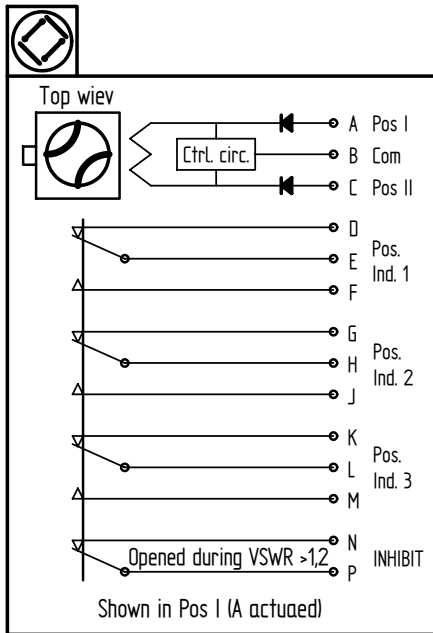 Top wiev
A Pos I
Ctrl. circ.
B Com
C Pos II
D
E
Pos.
Ind. 1
F
G
H
Pos.
Ind. 2
J
K
L
Pos.
Ind. 3
M
N
Opened during VSWR >1,2
INHIBIT
P
Shown in Pos I (A actuaed)